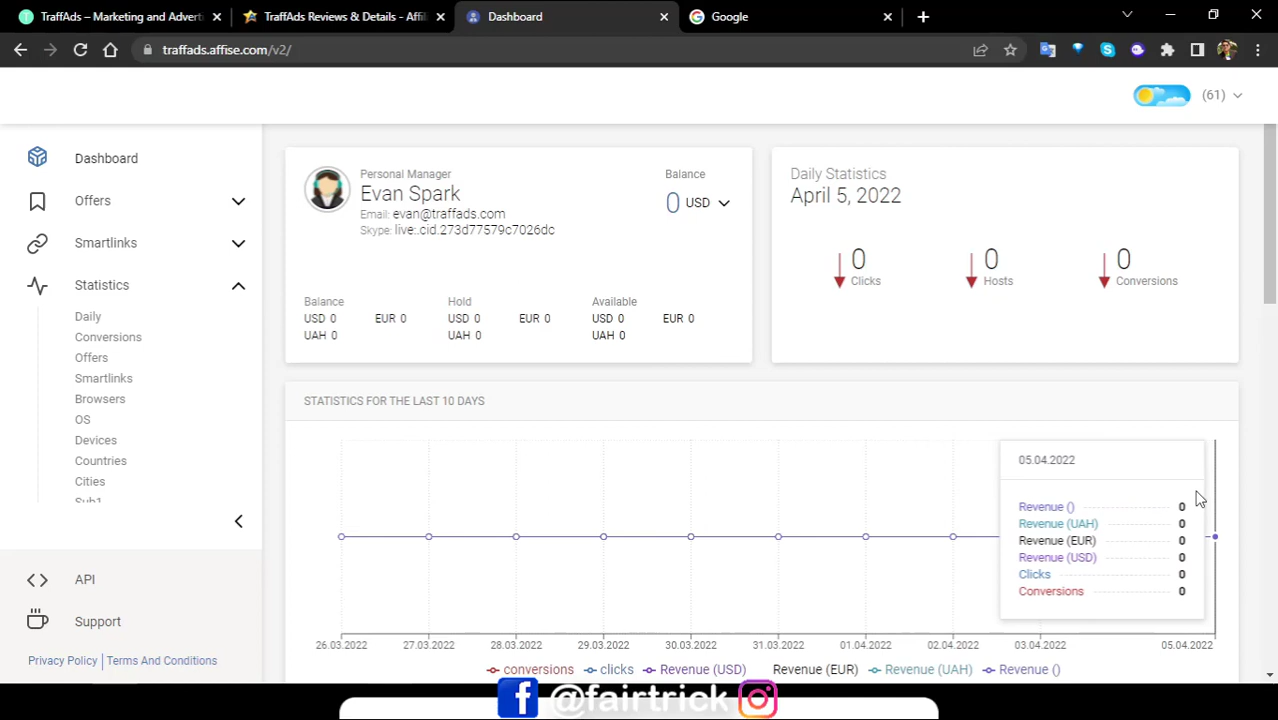 TraffAds – Marketing and Adverti
TraffAds Reviews & Details - Affil
Dashboard
Google
traffads.affise.com/v2/
(61)
Dashboard
Offers
Smartlinks
Statistics
Daily
Conversions
Offers
Smartlinks
Browsers
OS
Devices
Countries
Cities
Sub1
API
Support
Privacy Policy | Terms And Conditions
Personal Manager
Evan Spark
Email: evan@traffads.com
Skype: live:.cid.273d77579c7026dc
Balance
0 USD
Balance
USD 0 EUR 0
UAH 0
Hold
USD 0 EUR 0
UAH 0
Available
USD 0 EUR 0
UAH 0
Daily Statistics
April 5, 2022
0
Clicks
0
Hosts
0
Conversions
STATISTICS FOR THE LAST 10 DAYS
05.04.2022
Revenue () 0
Revenue (UAH) 0
Revenue (EUR) 0
Revenue (USD) 0
Clicks 0
Conversions 0
26.03.2022 27.03.2022 28.03.2022 29.03.2022 30.03.2022 31.03.2022 01.04.2022 02.04.2022 03.04.2022 05.04.2022
conversions clicks Revenue (USD) Revenue (EUR) Revenue (UAH) Revenue ()
@fairtrick